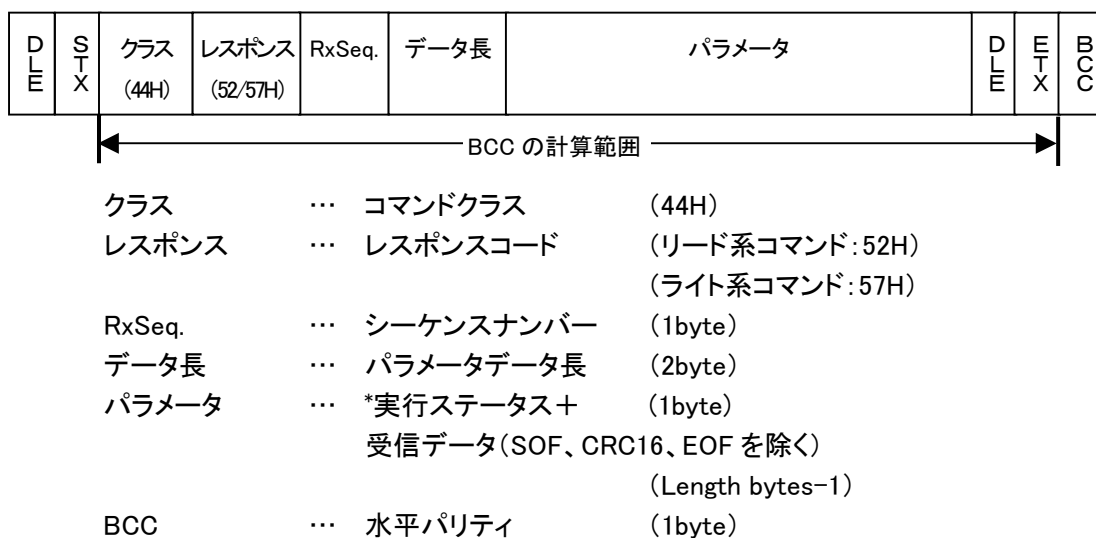 DLE STX クラス レスポンス RxSeq. データ長 パラメータ DLE ETX BCC
(44H) (52/57H)
BCC の計算範囲
クラス … コマンドクラス (44H)
レスポンス … レスポンスコード (リード系コマンド:52H)
(ライト系コマンド:57H)
RxSeq. … シーケンスナンバー (1byte)
データ長 … パラメータデータ長 (2byte)
パラメータ … *実行ステータス+ (1byte)
受信データ(SOF、CRC16、EOF を除く)
(Length bytes-1)
BCC … 水平パリティ (1byte)